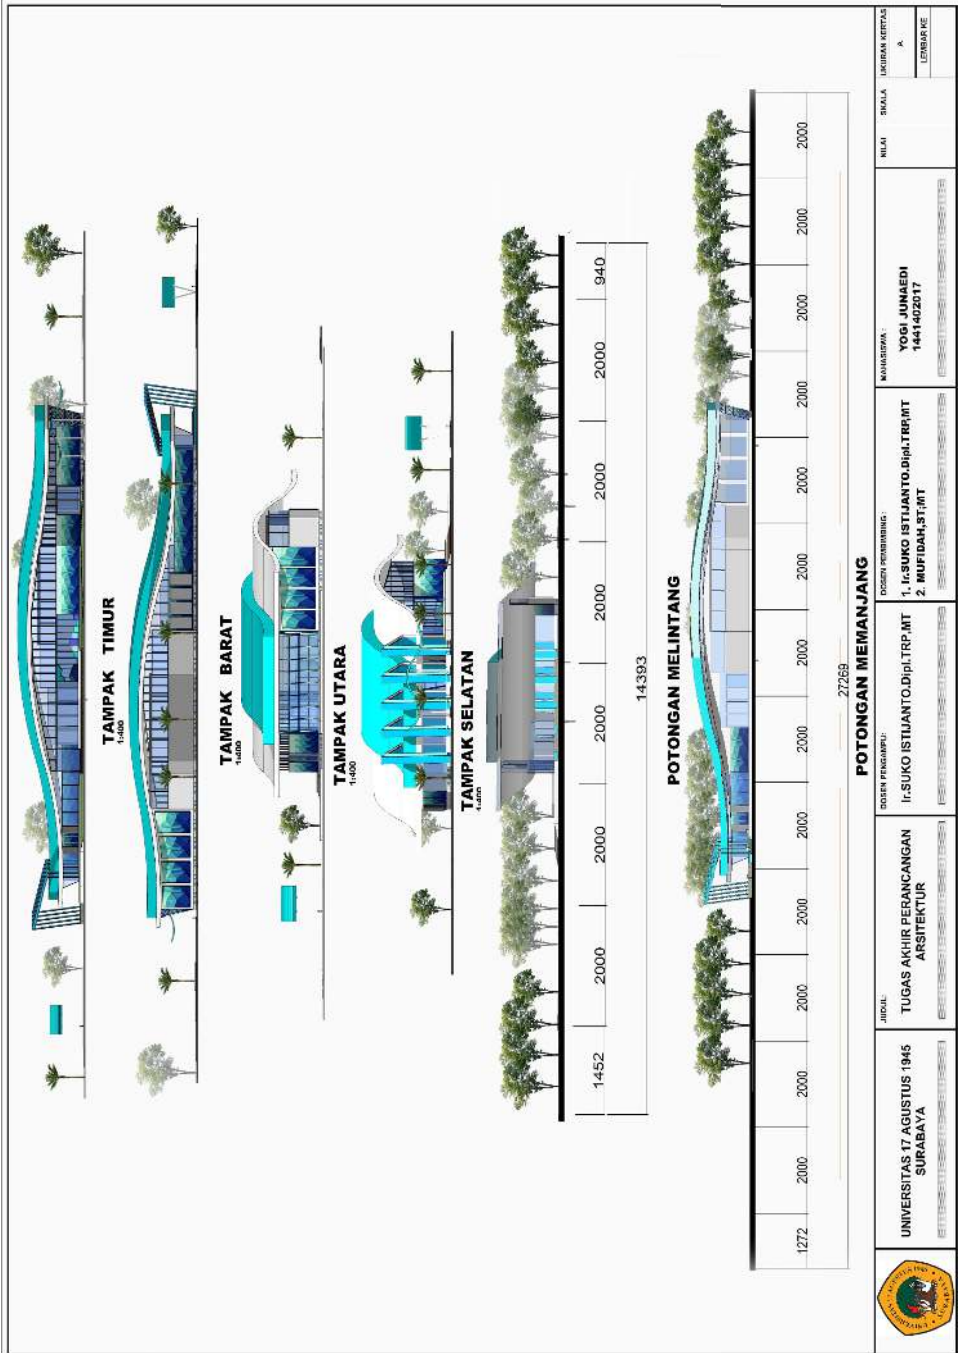 TAMPAK TIMUR
1:400
TAMPAK BARAT
1:400
TAMPAK UTARA
1:400
TAMPAK SELATAN
1:400
1452 2000 2000 2000 2000 2000 2000 940
14393
POTONGAN MELINTANG
1272 2000 2000 2000 2000 2000 2000 2000 2000 2000 2000 2000 2000 2000
27269
POTONGAN MEMANJANG
UNIVERSITAS 17 AGUSTUS 1945
SURABAYA
JUDUL:
TUGAS AKHIR PERANCANGAN
ARSITEKTUR
DOSEN PENGAMPU:
Ir.SUKO ISTIJANTO.Dipl.TRP,MT
DOSEN PEMBIMBING :
1. Ir.SUKO ISTIJANTO.Dipl.TRP,MT
2. MUFIDAH,ST;MT
MAHASISWA :
YOGI JUNAEDI
1441402017
NILAI
SKALA
UKURAN KERTAS
A
LEMBAR KE